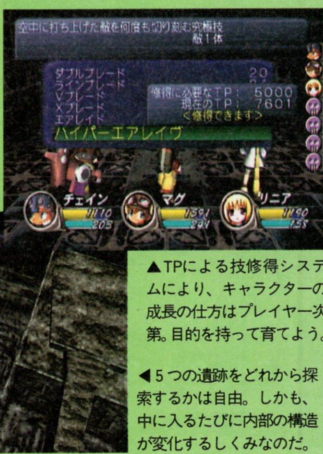 空中に打ち上げた敵を何度も切り刻む究極技
敵1体
ダブルブレード
20
ラインブレード
Vブレード
Xブレード
エアレイド
ハイパーエアレイヴ
修得に必要なTP: 5000
現在のTP: 7601
<修得できます>
チェイン
マグ
リニア
▲TPによる技修得システ
ムにより、キャラクターの
成長の仕方はプレイヤー次
第。目的を持って育てよう。
◀5つの遺跡をどれから探
索するかは自由。しかも、
中に入るたびに内部の構造
が変化するしくみなのだ。